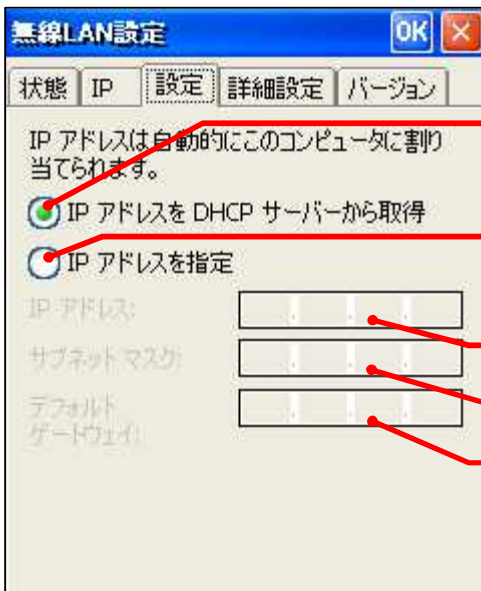 無線LAN設定 OK
状態 IP 設定 詳細設定 バージョン
IP アドレスは自動的にこのコンピュータに割り
当てられます。
IP アドレスを DHCP サーバーから取得
IP アドレスを指定
IP アドレス:
サブネット マスク:
デフォルト
ゲートウェイ: